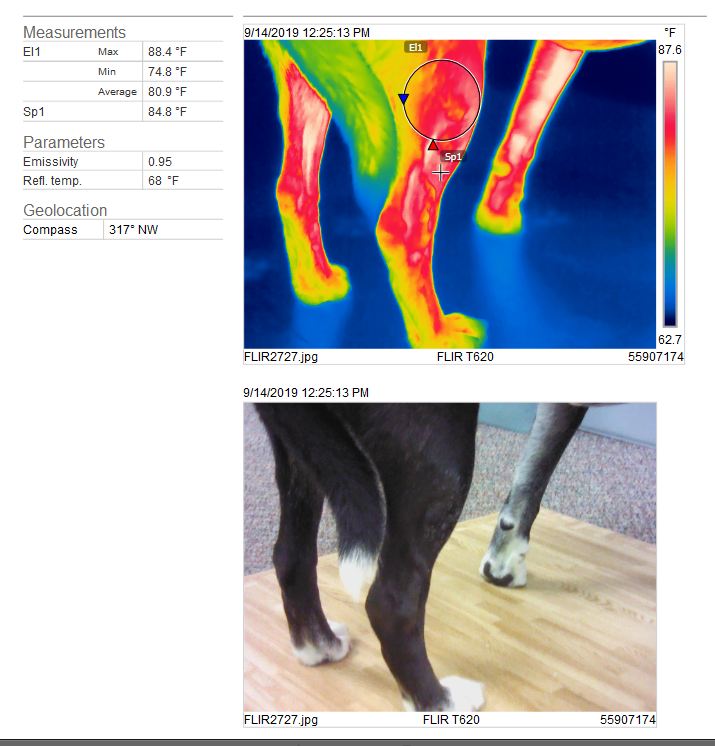 Measurements
El1 Max 88.4 °F
Min 74.8 °F
Average 80.9 °F
Sp1 84.8 °F
Parameters
Emissivity 0.95
Refl. temp. 68 °F
Geolocation
Compass 317° NW
9/14/2019 12:25:13 PM
°F
87.6
El1
Sp1
62.7
FLIR2727.jpg FLIR T620 55907174
9/14/2019 12:25:13 PM
FLIR2727.jpg FLIR T620 55907174